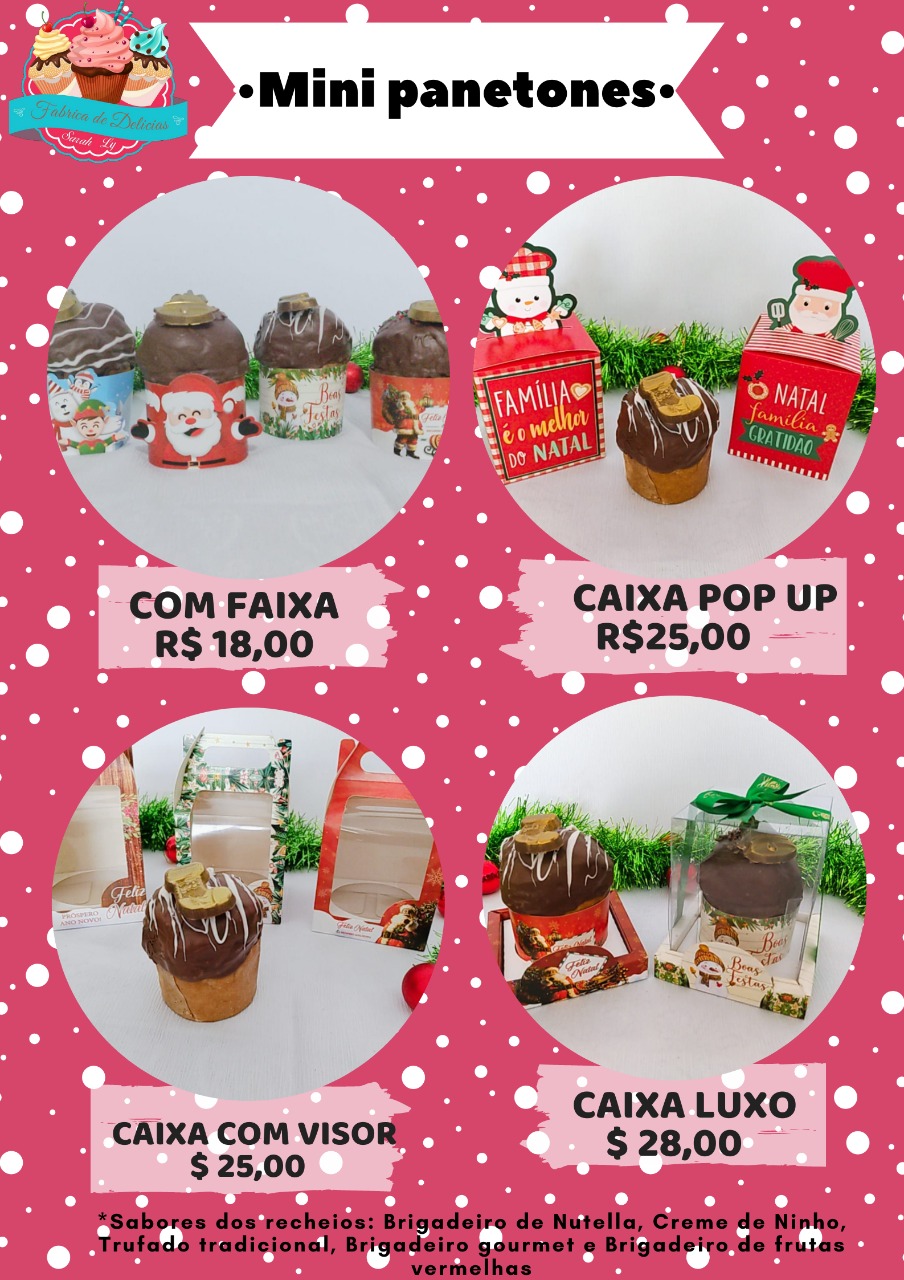 Fabrica de Delicias
Sarah Ly
•Mini panetones•
Boas
Festas
Feliz
FAMÍLIA
é o melhor
DO NATAL
NATAL
família
GRATIDÃO
COM FAIXA
R$ 18,00
CAIXA POP UP
R$25,00
Feliz
Natal
PRÓSPERO
ANO NOVO!
Feliz Natal
Feliz Natal
Feliz
Natal
Boas
Festas
Boas
Festas!
CAIXA COM VISOR
$ 25,00
CAIXA LUXO
$ 28,00
*Sabores dos recheios: Brigadeiro de Nutella, Creme de Ninho,
Trufado tradicional, Brigadeiro gourmet e Brigadeiro de frutas
vermelhas